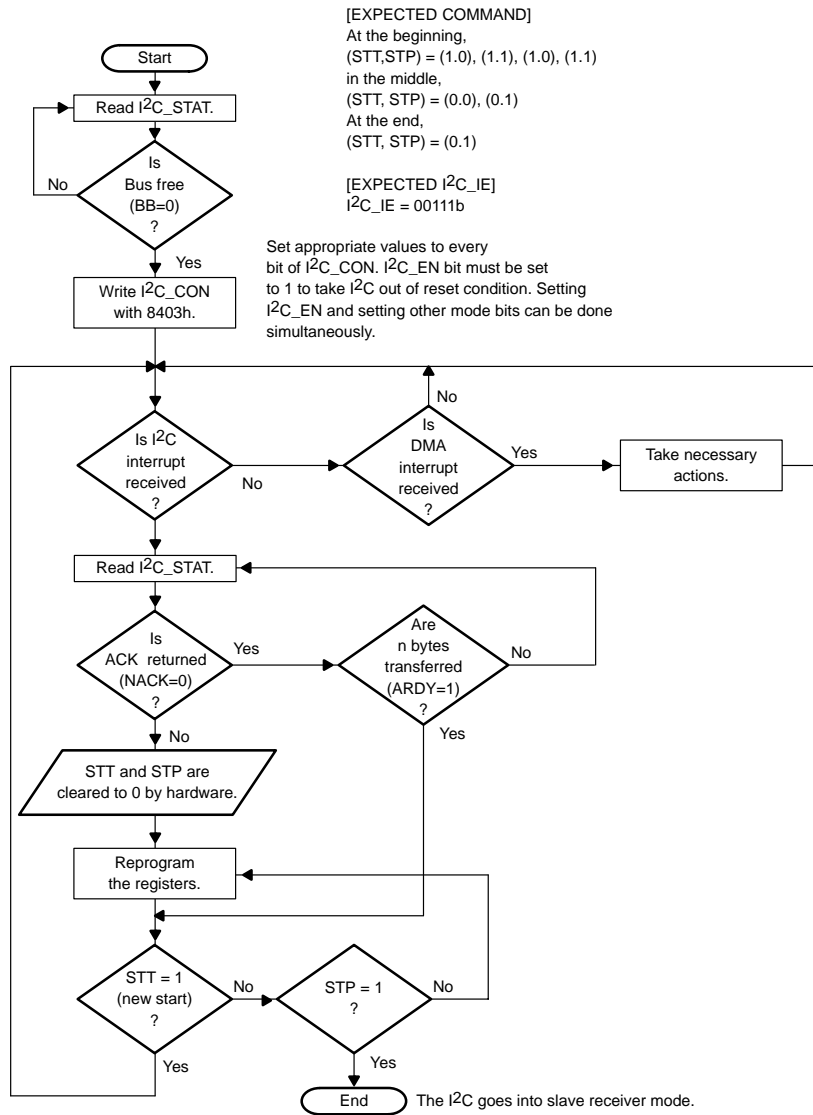 [EXPECTED COMMAND]
At the beginning,
(STT,STP) = (1.0), (1.1), (1.0), (1.1)
in the middle,
(STT, STP) = (0.0), (0.1)
At the end,
(STT, STP) = (0.1)
[EXPECTED I2C_IE]
I2C_IE = 00111b
Start
Read I2C_STAT.
Is
Bus free
(BB=0)
?
No
Yes
Write I2C_CON
with 8403h.
Set appropriate values to every
bit of I2C_CON. I2C_EN bit must be set
to 1 to take I2C out of reset condition. Setting
I2C_EN and setting other mode bits can be done
simultaneously.
Is I2C
interrupt
received
?
No
Is
DMA
interrupt
received
?
No
Yes
Take necessary
actions.
Read I2C_STAT.
Is
ACK returned
(NACK=0)
?
Yes
No
Are
n bytes
transferred
(ARDY=1)
?
No
Yes
STT and STP are
cleared to 0 by hardware.
Reprogram
the registers.
STT = 1
(new start)
?
No
Yes
STP = 1
?
No
Yes
End
The I2C goes into slave receiver mode.